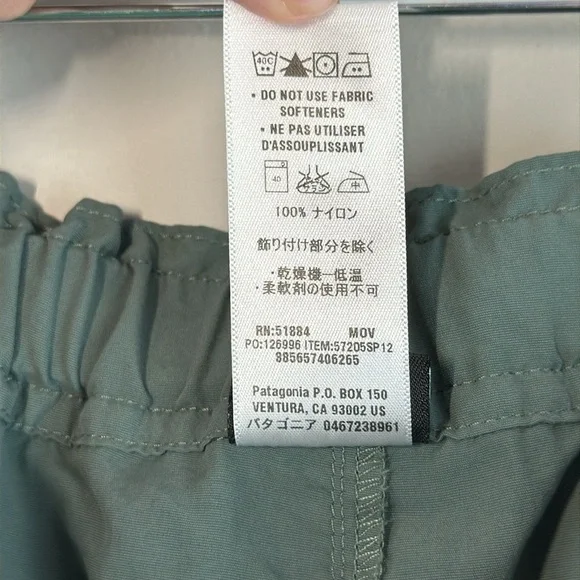 40C
• DO NOT USE FABRIC
SOFTENERS
• NE PAS UTILISER
D'ASSOUPLISSANT
40 中
100% ナイロン
飾り付け部分を除く
・乾燥機—低温
・柔軟剤の使用不可
RN:51884 MOV
PO:126996 ITEM:57205SP12
885657406265
Patagonia P.O. BOX 150
VENTURA, CA 93002 US
パタゴニア 0467238961